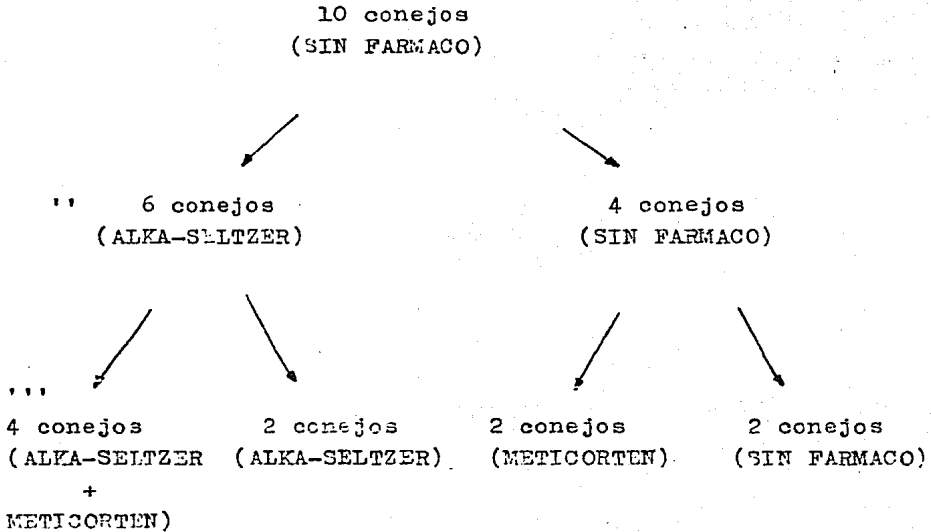 10 conejos
(SIN FARMACO)
'' 6 conejos 4 conejos
(ALKA-SELTZER) (SIN FARMACO)
'''
4 conejos 2 conejos 2 conejos 2 conejos
(ALKA-SELTZER (ALKA-SELTZER) (METICORTEN) (SIN FARMACO)
+
METICORTEN)